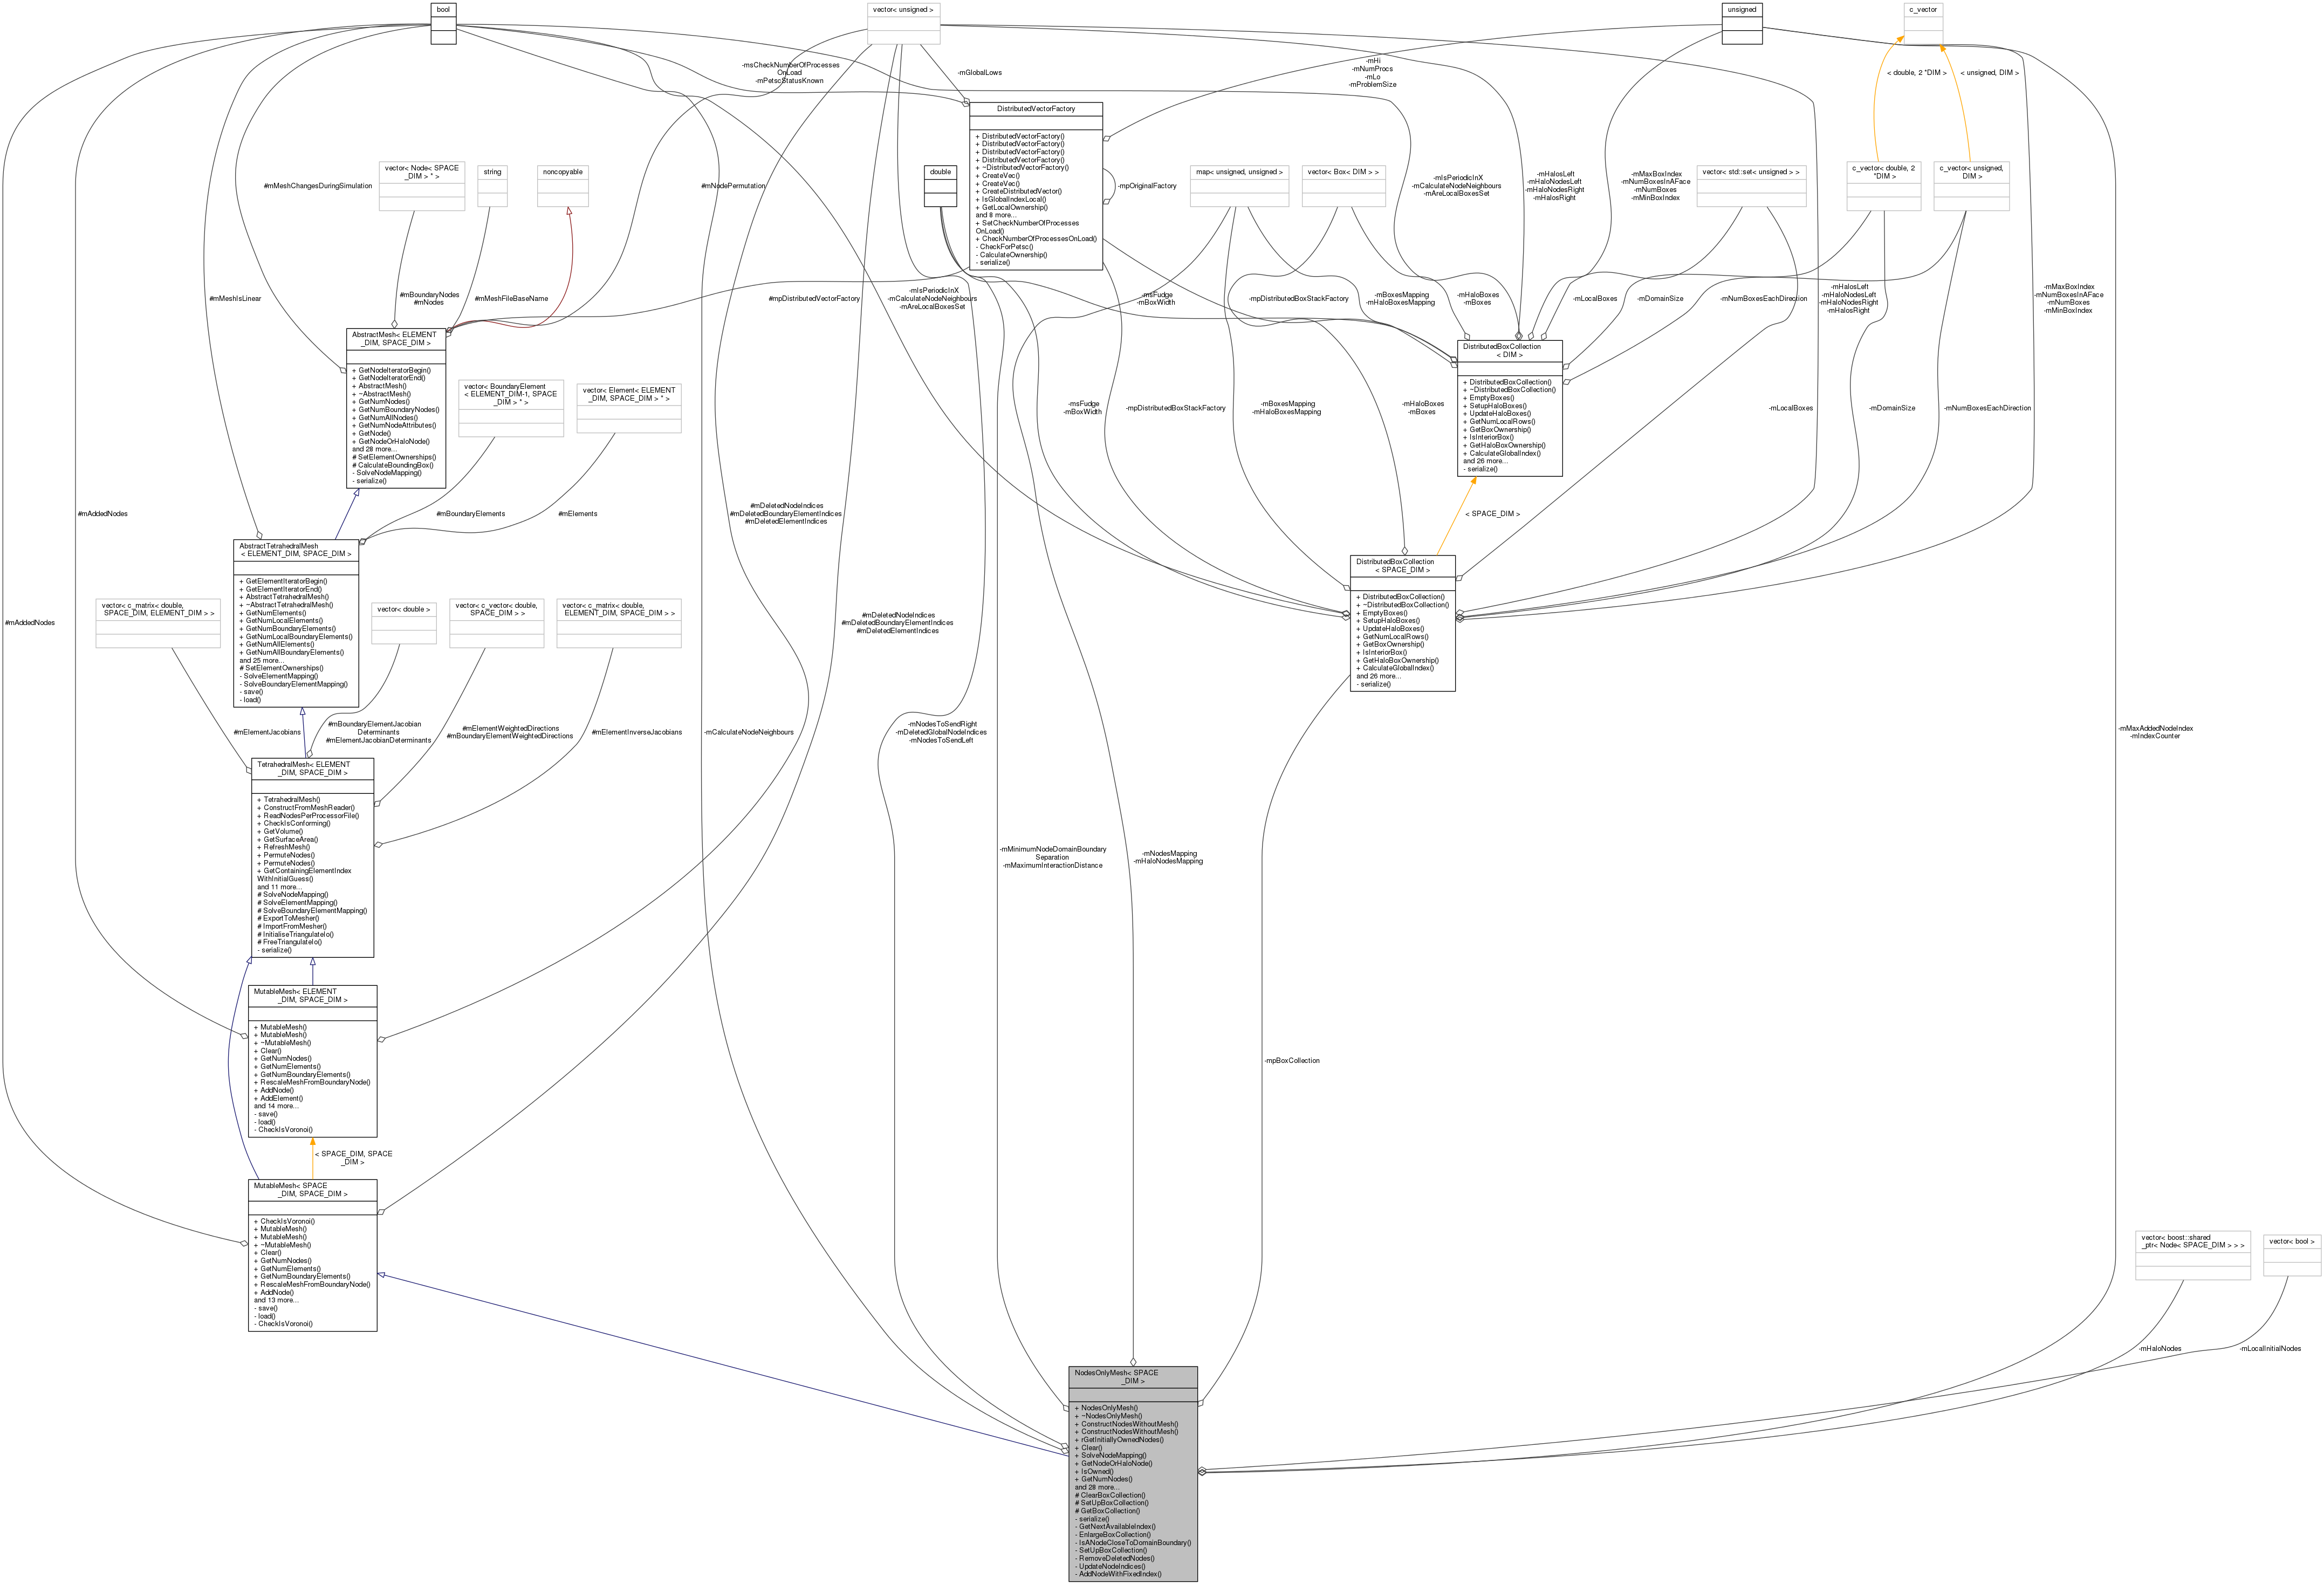 bool
vector< unsigned >
unsigned
c_vector
-msCheckNumberOfProcesses
OnLoad
-mPetscStatusKnown
-mGlobalLows
-mHi
-mNumProcs
-mLo
-mProblemSize
< double, 2 *DIM >
< unsigned, DIM >
DistributedVectorFactory
+ DistributedVectorFactory()
+ DistributedVectorFactory()
+ DistributedVectorFactory()
+ DistributedVectorFactory()
+ ~DistributedVectorFactory()
+ CreateVec()
+ CreateVec()
+ CreateDistributedVector()
+ IsGlobalIndexLocal()
+ GetLocalOwnership()
and 8 more...
+ SetCheckNumberOfProcesses
OnLoad()
+ CheckNumberOfProcessesOnLoad()
- CheckForPetsc()
- CalculateOwnership()
- serialize()
#mMeshChangesDuringSimulation
vector< Node< SPACE
_DIM > * >
string
noncopyable
#mNodePermutation
double
-mpOriginalFactory
map< unsigned, unsigned >
vector< Box< DIM > >
-mIsPeriodicInX
-mCalculateNodeNeighbours
-mAreLocalBoxesSet
-mHalosLeft
-mHaloNodesLeft
-mHaloNodesRight
-mHalosRight
-mMaxBoxIndex
-mNumBoxesInAFace
-mNumBoxes
-mMinBoxIndex
vector< std::set< unsigned > >
c_vector< double, 2
*DIM >
c_vector< unsigned,
DIM >
#mMeshIsLinear
#mBoundaryNodes
#mNodes
#mMeshFileBaseName
#mpDistributedVectorFactory
-mIsPeriodicInX
-mCalculateNodeNeighbours
-mAreLocalBoxesSet
-msFudge
-mBoxWidth
-mpDistributedBoxStackFactory
-mBoxesMapping
-mHaloBoxesMapping
-mHaloBoxes
-mBoxes
-mLocalBoxes
-mDomainSize
-mNumBoxesEachDirection
-mHalosLeft
-mHaloNodesLeft
-mHaloNodesRight
-mHalosRight
-mMaxBoxIndex
-mNumBoxesInAFace
-mNumBoxes
-mMinBoxIndex
AbstractMesh< ELEMENT
_DIM, SPACE_DIM >
+ GetNodeIteratorBegin()
+ GetNodeIteratorEnd()
+ AbstractMesh()
+ ~AbstractMesh()
+ GetNumNodes()
+ GetNumBoundaryNodes()
+ GetNumAllNodes()
+ GetNumNodeAttributes()
+ GetNode()
+ GetNodeOrHaloNode()
and 28 more...
# SetElementOwnerships()
# CalculateBoundingBox()
- SolveNodeMapping()
- serialize()
vector< BoundaryElement
< ELEMENT_DIM-1, SPACE
_DIM > * >
vector< Element< ELEMENT
_DIM, SPACE_DIM > * >
DistributedBoxCollection
< DIM >
+ DistributedBoxCollection()
+ ~DistributedBoxCollection()
+ EmptyBoxes()
+ SetupHaloBoxes()
+ UpdateHaloBoxes()
+ GetNumLocalRows()
+ GetBoxOwnership()
+ IsInteriorBox()
+ GetHaloBoxOwnership()
+ CalculateGlobalIndex()
and 26 more...
- serialize()
-msFudge
-mBoxWidth
-mpDistributedBoxStackFactory
-mBoxesMapping
-mHaloBoxesMapping
-mHaloBoxes
-mBoxes
-mLocalBoxes
-mDomainSize
-mNumBoxesEachDirection
#mAddedNodes
#mBoundaryElements
#mElements
#mDeletedNodeIndices
#mDeletedBoundaryElementIndices
#mDeletedElementIndices
< SPACE_DIM >
AbstractTetrahedralMesh
< ELEMENT_DIM, SPACE_DIM >
+ GetElementIteratorBegin()
+ GetElementIteratorEnd()
+ AbstractTetrahedralMesh()
+ ~AbstractTetrahedralMesh()
+ GetNumElements()
+ GetNumLocalElements()
+ GetNumBoundaryElements()
+ GetNumLocalBoundaryElements()
+ GetNumAllElements()
+ GetNumAllBoundaryElements()
and 25 more...
# SetElementOwnerships()
- SolveElementMapping()
- SolveBoundaryElementMapping()
- save()
- load()
DistributedBoxCollection
< SPACE_DIM >
+ DistributedBoxCollection()
+ ~DistributedBoxCollection()
+ EmptyBoxes()
+ SetupHaloBoxes()
+ UpdateHaloBoxes()
+ GetNumLocalRows()
+ GetBoxOwnership()
+ IsInteriorBox()
+ GetHaloBoxOwnership()
+ CalculateGlobalIndex()
and 26 more...
- serialize()
#mAddedNodes
vector< c_matrix< double,
SPACE_DIM, ELEMENT_DIM > >
vector< double >
vector< c_vector< double,
SPACE_DIM > >
vector< c_matrix< double,
ELEMENT_DIM, SPACE_DIM > >
#mDeletedNodeIndices
#mDeletedBoundaryElementIndices
#mDeletedElementIndices
#mElementJacobians
#mBoundaryElementJacobian
Determinants
#mElementJacobianDeterminants
#mElementWeightedDirections
#mBoundaryElementWeightedDirections
#mElementInverseJacobians
-mCalculateNodeNeighbours
-mNodesToSendRight
-mDeletedGlobalNodeIndices
-mNodesToSendLeft
-mMaxAddedNodeIndex
-mIndexCounter
TetrahedralMesh< ELEMENT
_DIM, SPACE_DIM >
+ TetrahedralMesh()
+ ConstructFromMeshReader()
+ ReadNodesPerProcessorFile()
+ CheckIsConforming()
+ GetVolume()
+ GetSurfaceArea()
+ RefreshMesh()
+ PermuteNodes()
+ PermuteNodes()
+ GetContainingElementIndex
WithInitialGuess()
and 11 more...
# SolveNodeMapping()
# SolveElementMapping()
# SolveBoundaryElementMapping()
# ExportToMesher()
# ImportFromMesher()
# InitialiseTriangulateIo()
# FreeTriangulateIo()
- serialize()
-mMinimumNodeDomainBoundary
Separation
-mMaximumInteractionDistance
-mNodesMapping
-mHaloNodesMapping
MutableMesh< ELEMENT
_DIM, SPACE_DIM >
+ MutableMesh()
+ MutableMesh()
+ ~MutableMesh()
+ Clear()
+ GetNumNodes()
+ GetNumElements()
+ GetNumBoundaryElements()
+ RescaleMeshFromBoundaryNode()
+ AddNode()
+ AddElement()
and 14 more...
- save()
- load()
- CheckIsVoronoi()
-mpBoxCollection
< SPACE_DIM, SPACE
_DIM >
MutableMesh< SPACE
_DIM, SPACE_DIM >
+ CheckIsVoronoi()
+ MutableMesh()
+ MutableMesh()
+ ~MutableMesh()
+ Clear()
+ GetNumNodes()
+ GetNumElements()
+ GetNumBoundaryElements()
+ RescaleMeshFromBoundaryNode()
+ AddNode()
and 13 more...
- save()
- load()
- CheckIsVoronoi()
vector< boost::shared
_ptr< Node< SPACE_DIM > > >
vector< bool >
-mHaloNodes
-mLocalInitialNodes
NodesOnlyMesh< SPACE
_DIM >
+ NodesOnlyMesh()
+ ~NodesOnlyMesh()
+ ConstructNodesWithoutMesh()
+ ConstructNodesWithoutMesh()
+ rGetInitiallyOwnedNodes()
+ Clear()
+ SolveNodeMapping()
+ GetNodeOrHaloNode()
+ IsOwned()
+ GetNumNodes()
and 28 more...
# ClearBoxCollection()
# SetUpBoxCollection()
# GetBoxCollection()
- serialize()
- GetNextAvailableIndex()
- EnlargeBoxCollection()
- IsANodeCloseToDomainBoundary()
- SetUpBoxCollection()
- RemoveDeletedNodes()
- UpdateNodeIndices()
- AddNodeWithFixedIndex()